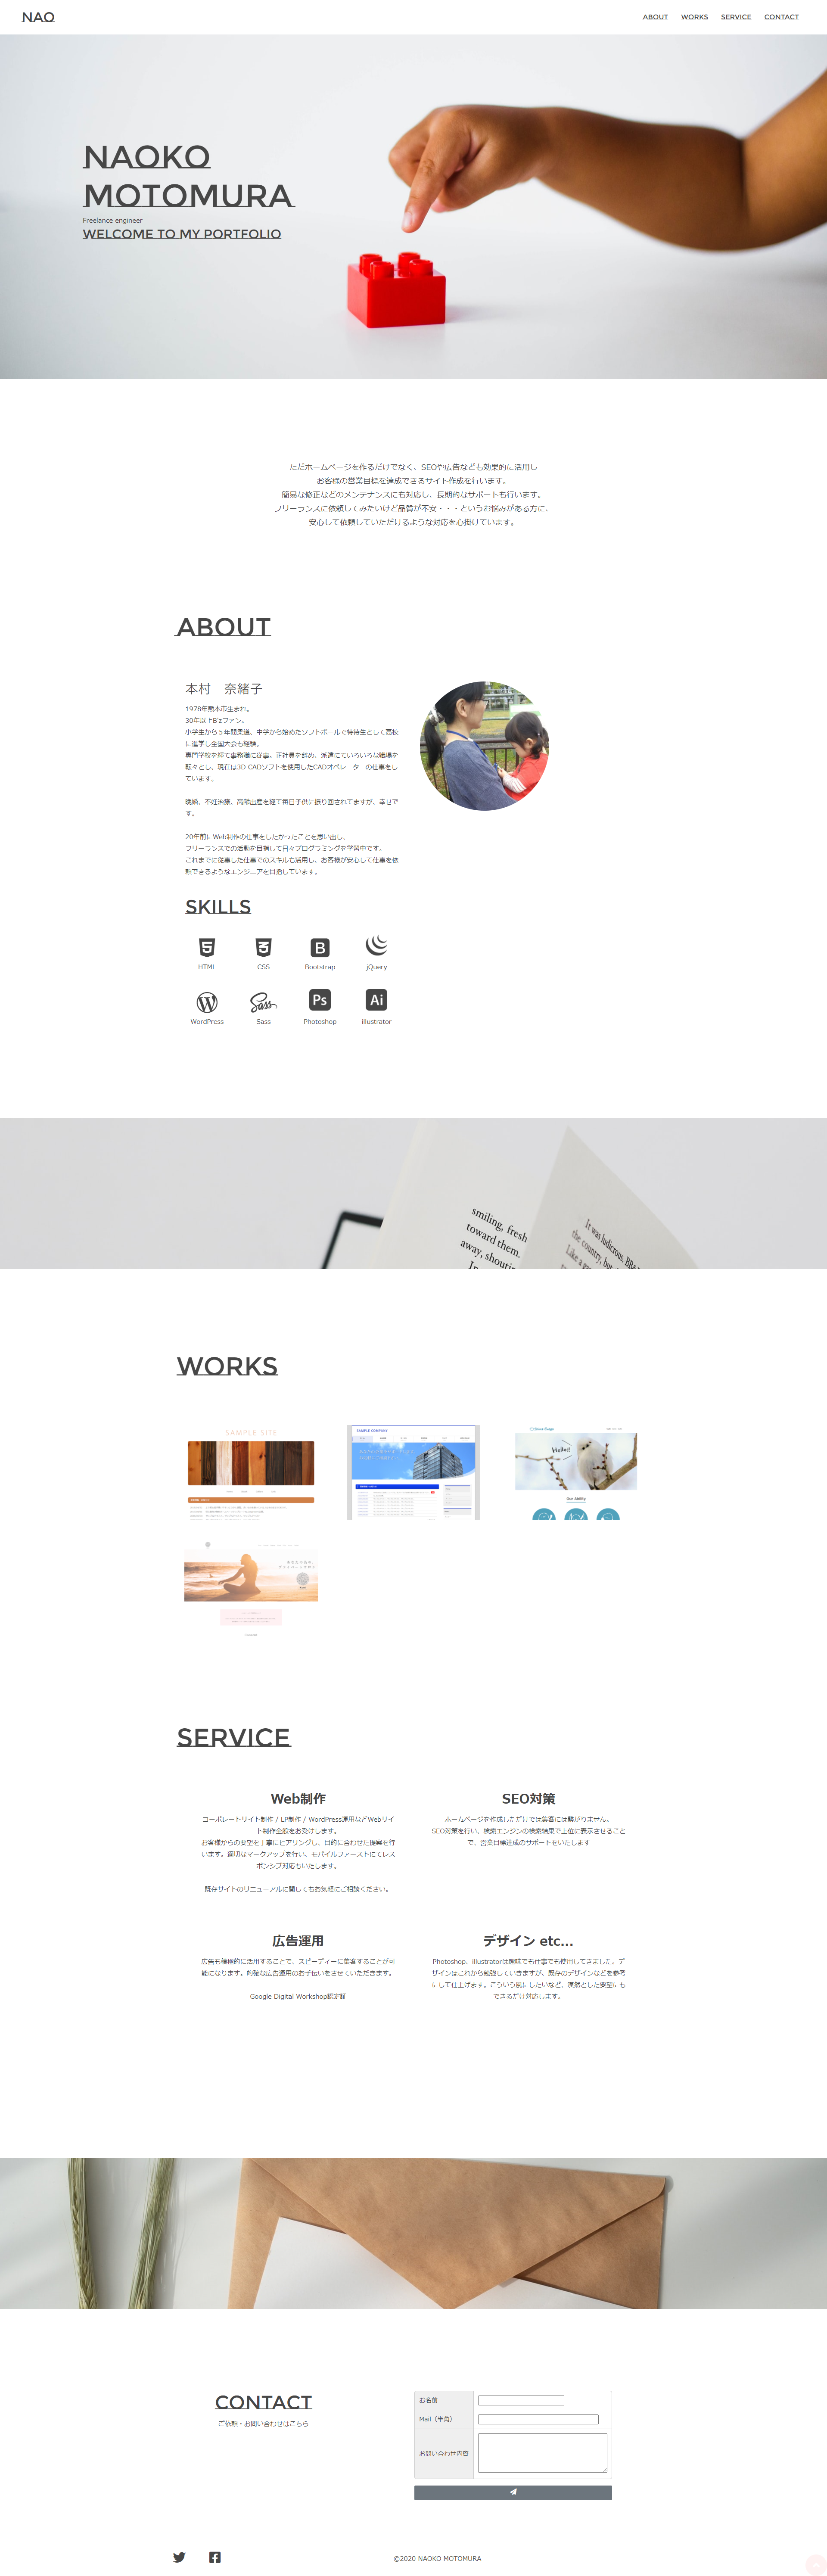 NAO
ABOUT WORKS SERVICE CONTACT
NAOKO
MOTOMURA
Freelance engineer
WELCOME TO MY PORTFOLIO
ただホームページを作るだけでなく、SEOや広告なども効果的に活用し
お客様の営業目標を達成できるサイト作成を行います。
簡易な修正などのメンテナンスにも対応し、長期的なサポートも行います。
フリーランスに依頼してみたいけど品質が不安・・・というお悩みがある方に、
安心して依頼していただけるような対応を心掛けています。
ABOUT
本村　奈緒子
1978年熊本市生まれ。
30年以上B'zファン。
小学生から５年間柔道、中学から始めたソフトボールで特待生として高校
に進学し全国大会も経験。
専門学校を経て事務職に従事。正社員を辞め、派遣にていろいろな職場を
転々とし、現在は3D CADソフトを使用したCADオペレーターの仕事をし
ています。
晩婚、不妊治療、高齢出産を経て毎日子供に振り回されてますが、幸せで
す。
20年前にWeb制作の仕事をしたかったことを思い出し、
フリーランスでの活動を目指して日々プログラミングを学習中です。
これまでに従事した仕事でのスキルも活用し、お客様が安心して仕事を依
頼できるようなエンジニアを目指しています。
SKILLS
HTML CSS Bootstrap jQuery
Ps Ai
WordPress Sass Photoshop illustrator
smiling, fresh
toward them.
away, shouting
It was ludicrous.
the country, but
WORKS
SAMPLE SITE
SAMPLE COMPANY
Hello!!
Our Ability
SERVICE
Web制作
コーポレートサイト制作 / LP制作 / WordPress運用などWebサイ
ト制作全般をお受けします。
お客様からの要望を丁寧にヒアリングし、目的に合わせた提案を行
います。適切なマークアップを行い、モバイルファーストにてレス
ポンシブ対応もいたします。
既存サイトのリニューアルに関してもお気軽にご相談ください。
SEO対策
ホームページを作成しただけでは集客には繋がりません。
SEO対策を行い、検索エンジンの検索結果で上位に表示させること
で、営業目標達成のサポートをいたします
広告運用
広告も積極的に活用することで、スピーディーに集客することが可
能になります。的確な広告運用のお手伝いをさせていただきます。
Google Digital Workshop認定証
デザイン etc...
Photoshop、illustratorは趣味でも仕事でも使用してきました。デ
ザインはこれから勉強していきますが、既存のデザインなどを参考
にして仕上げます。こういう風にしたいなど、漠然とした要望にも
できるだけ対応します。
CONTACT
ご依頼・お問い合わせはこちら
お名前
Mail（半角）
お問い合わせ内容
©2020 NAOKO MOTOMURA